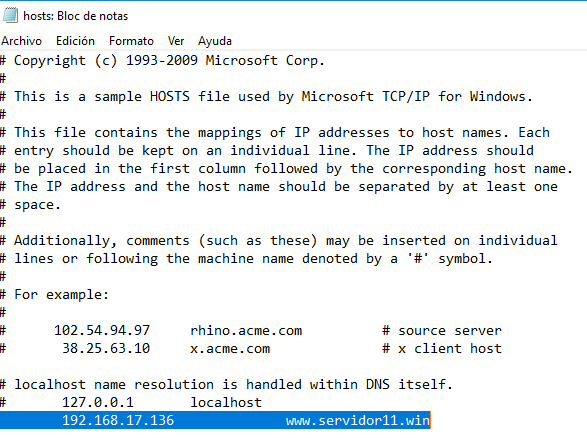 hosts: Bloc de notas
Archivo Edición Formato Ver Ayuda
# Copyright (c) 1993-2009 Microsoft Corp.
#
# This is a sample HOSTS file used by Microsoft TCP/IP for Windows.
#
# This file contains the mappings of IP addresses to host names. Each
# entry should be kept on an individual line. The IP address should
# be placed in the first column followed by the corresponding host name.
# The IP address and the host name should be separated by at least one
# space.
#
# Additionally, comments (such as these) may be inserted on individual
# lines or following the machine name denoted by a '#' symbol.
#
# For example:
#
#      102.54.94.97     rhino.acme.com          # source server
#       38.25.63.10     x.acme.com              # x client host

# localhost name resolution is handled within DNS itself.
#       127.0.0.1       localhost
        192.168.17.136              www.servidor11.win